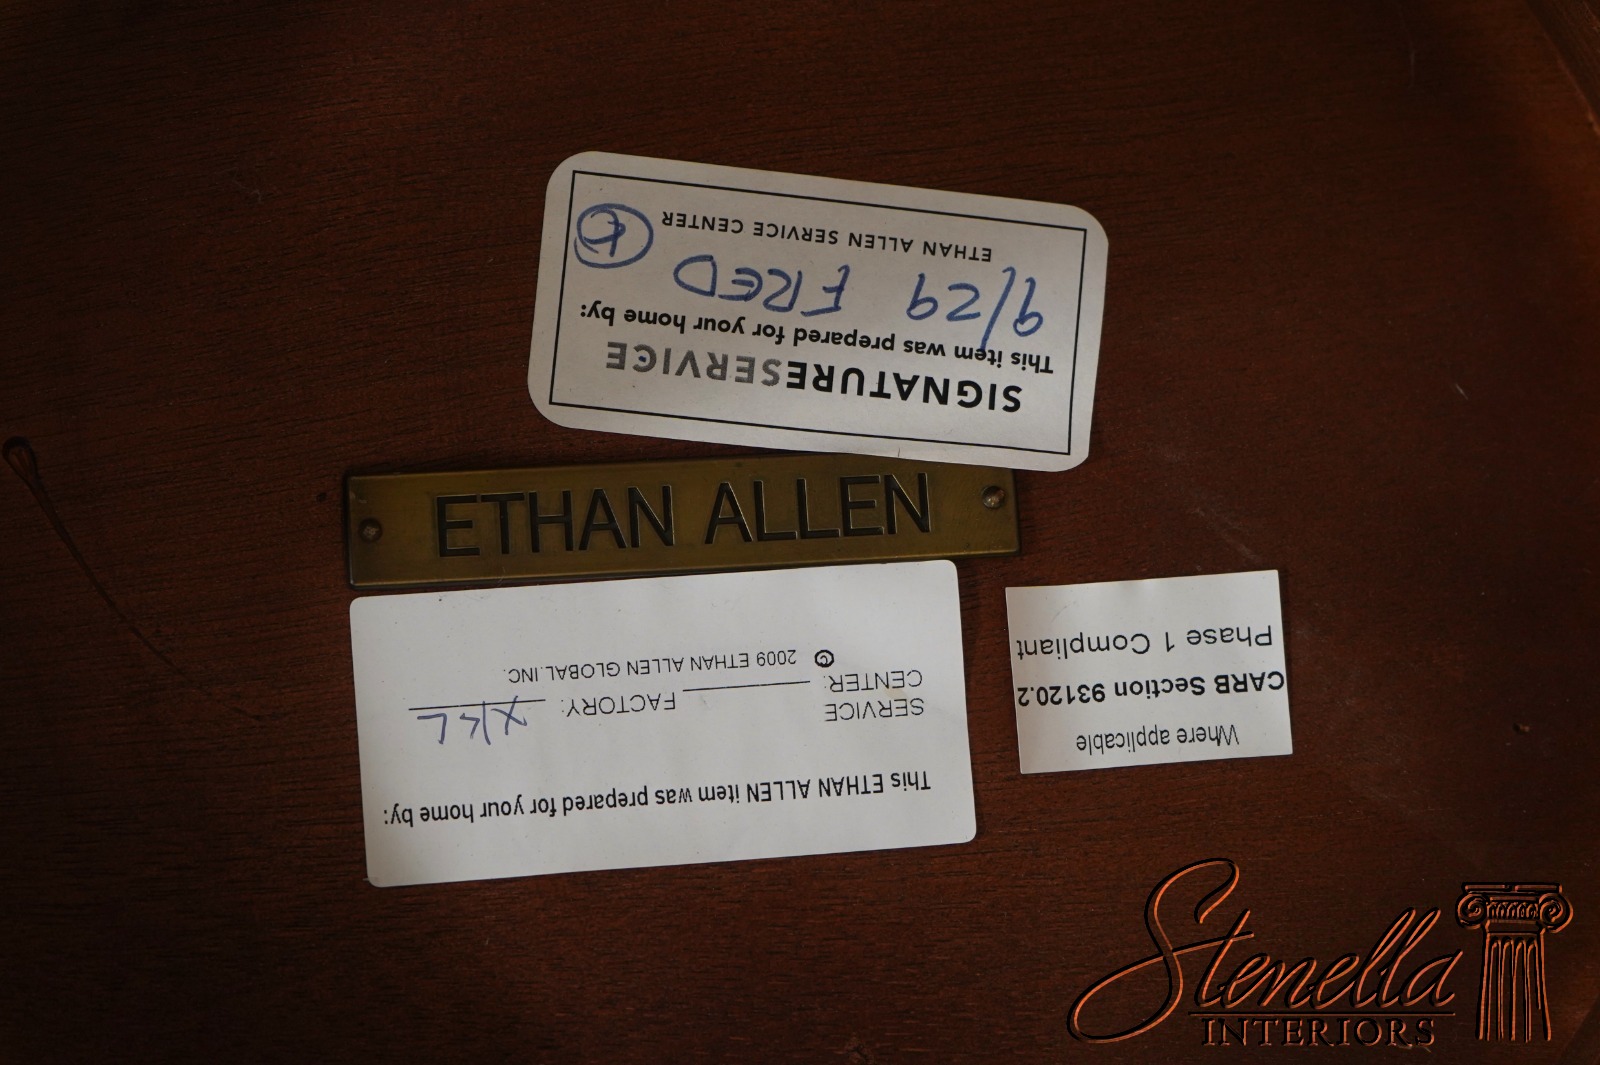 SIGNATURESERVICE
This item was prepared for your home by:
9/29 FRED
ETHAN ALLEN SERVICE CENTER
ETHAN ALLEN
This ETHAN ALLEN item was prepared for your home by:
SERVICE
CENTER: FACTORY:
© 2009 ETHAN ALLEN GLOBAL, INC.
Where applicable
CARB Section 93120.2
Phase 1 Compliant
Stenella
INTERIORS